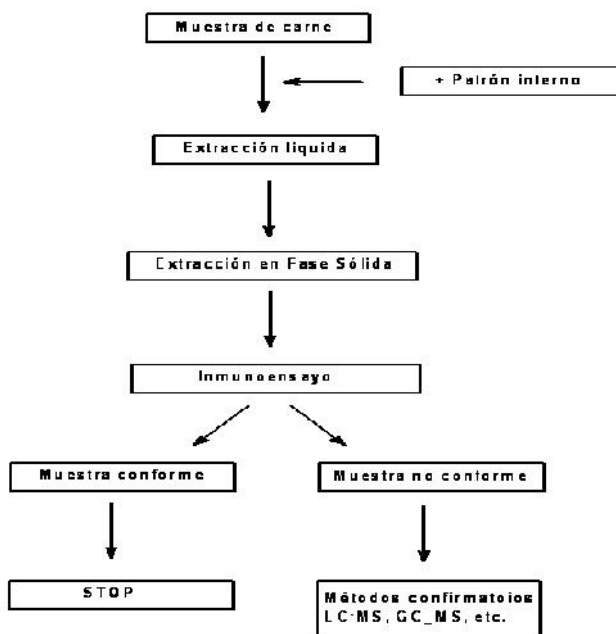 Muestra de carne
+ Patrón interno
Extracción líquida
Extracción en Fase Sólida
Inmunoensayo
Muestra conforme
Muestra no conforme
STOP
Métodos confirmatoios
LC-MS, GC_MS, etc.